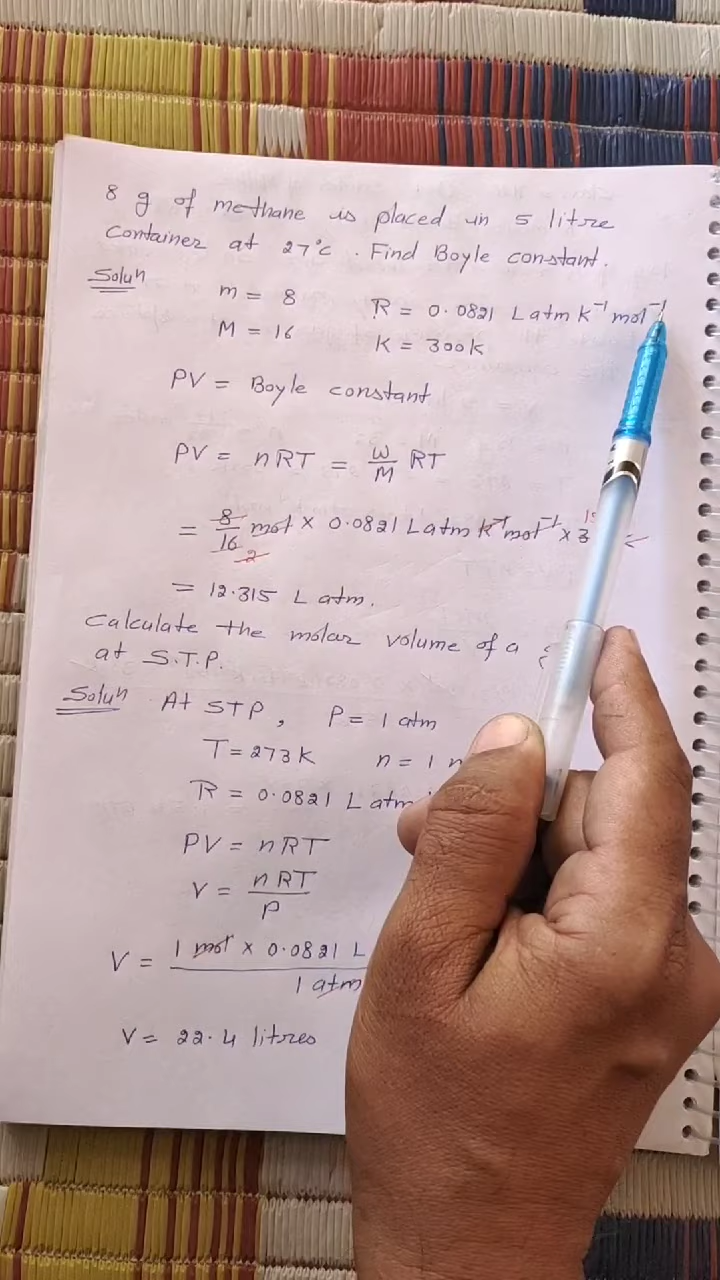 8 g of methane is placed in 5 litre
container at 27°c . Find Boyle constant.
Soluⁿ
m = 8 R = 0.0821 L atm k⁻¹ mol⁻¹
M = 16 K = 300k
PV = Boyle constant
PV = nRT = W/M RT
= 8/16 mol × 0.0821 L atm k⁻¹ mol⁻¹ × 3
2
= 12.315 L atm.
Calculate the molar volume of a
at S.T.P.
Soluⁿ At STP, P = 1 atm
T = 273k n = 1
R = 0.0821 L atm
PV = nRT
V = nRT/P
V = 1 mol × 0.0821 L / 1 atm
V = 22.4 litres